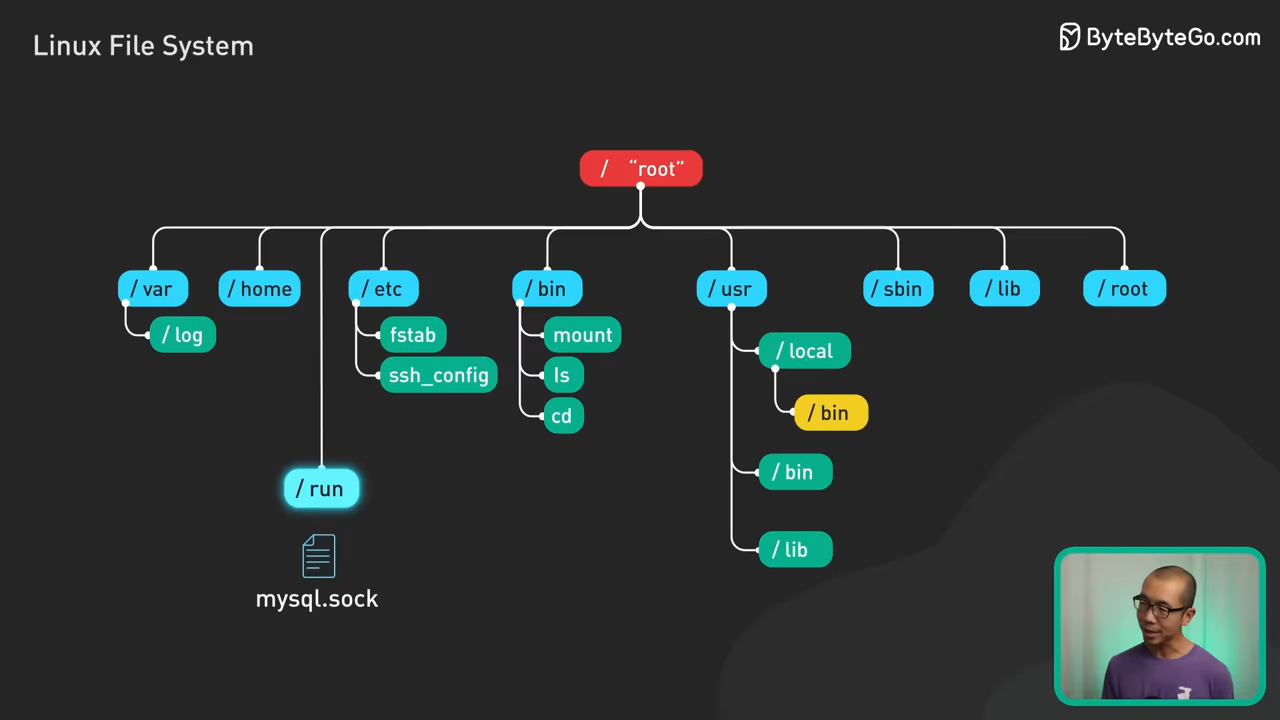 Linux File System
ByteByteGo.com
/ “root”
/ var
/ home
/ etc
/ bin
/ usr
/ sbin
/ lib
/ root
/ log
fstab
ssh_config
mount
ls
cd
/ local
/ bin
/ bin
/ lib
/ run
mysql.sock